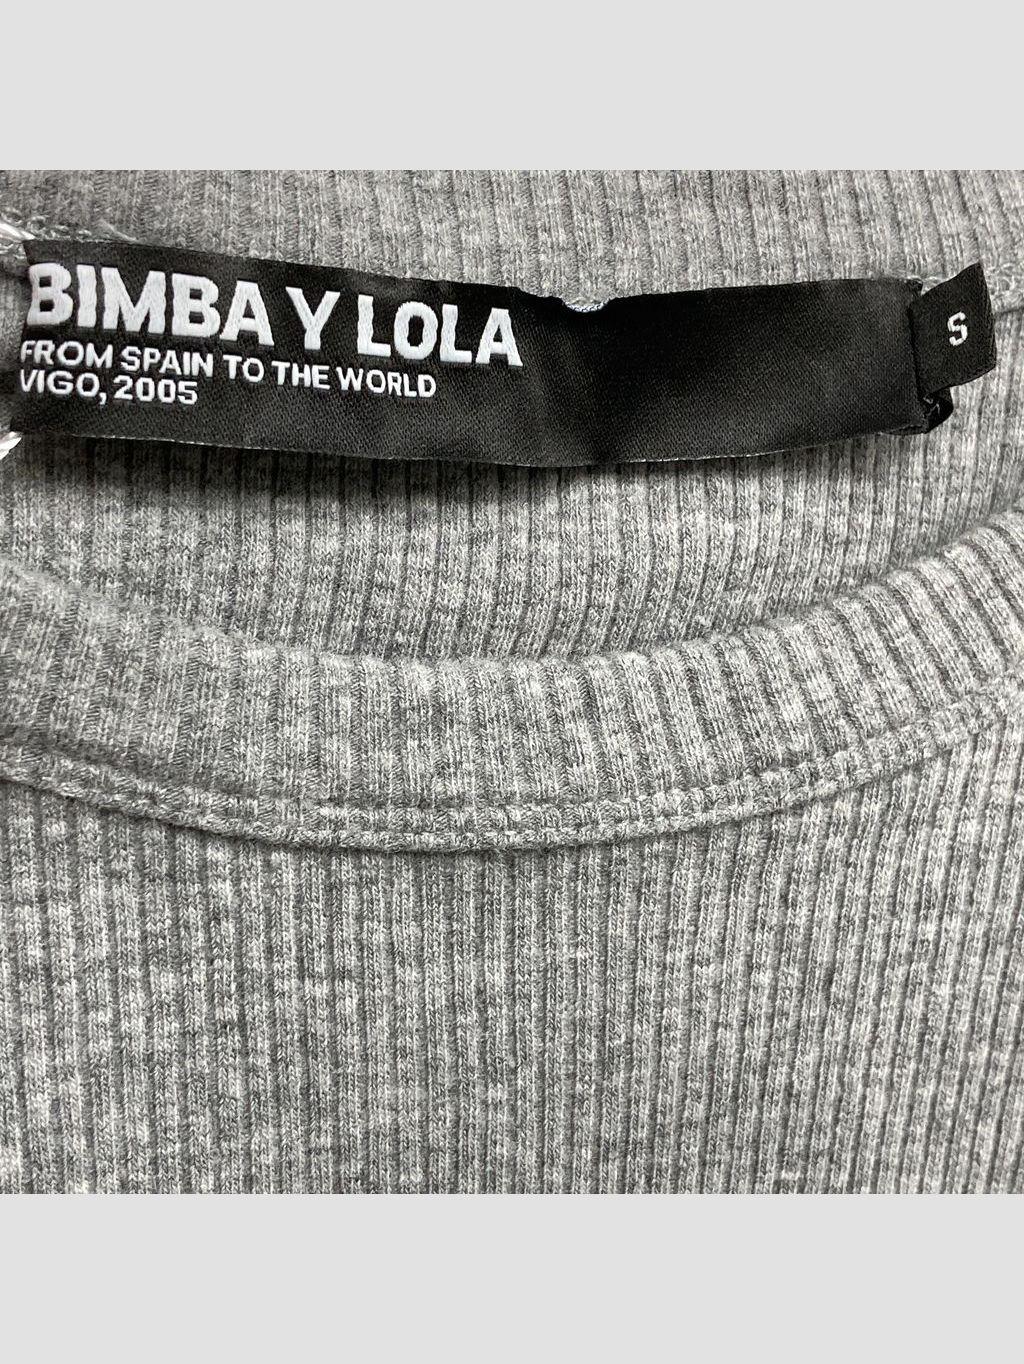 BIMBA Y LOLA
FROM SPAIN TO THE WORLD
VIGO, 2005
S